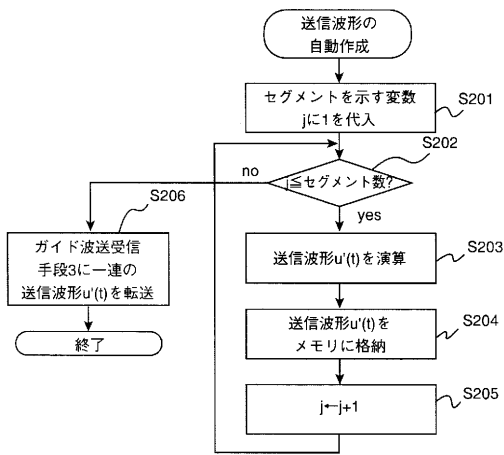 送信波形の
自動作成
セグメントを示す変数
jに1を代入
S201
S202
j≦セグメント数?
no
yes
S206
ガイド波送受信
手段3に一連の
送信波形u'(t)を転送
終了
送信波形u'(t)を演算
S203
送信波形u'(t)を
メモリに格納
S204
j←j+1
S205